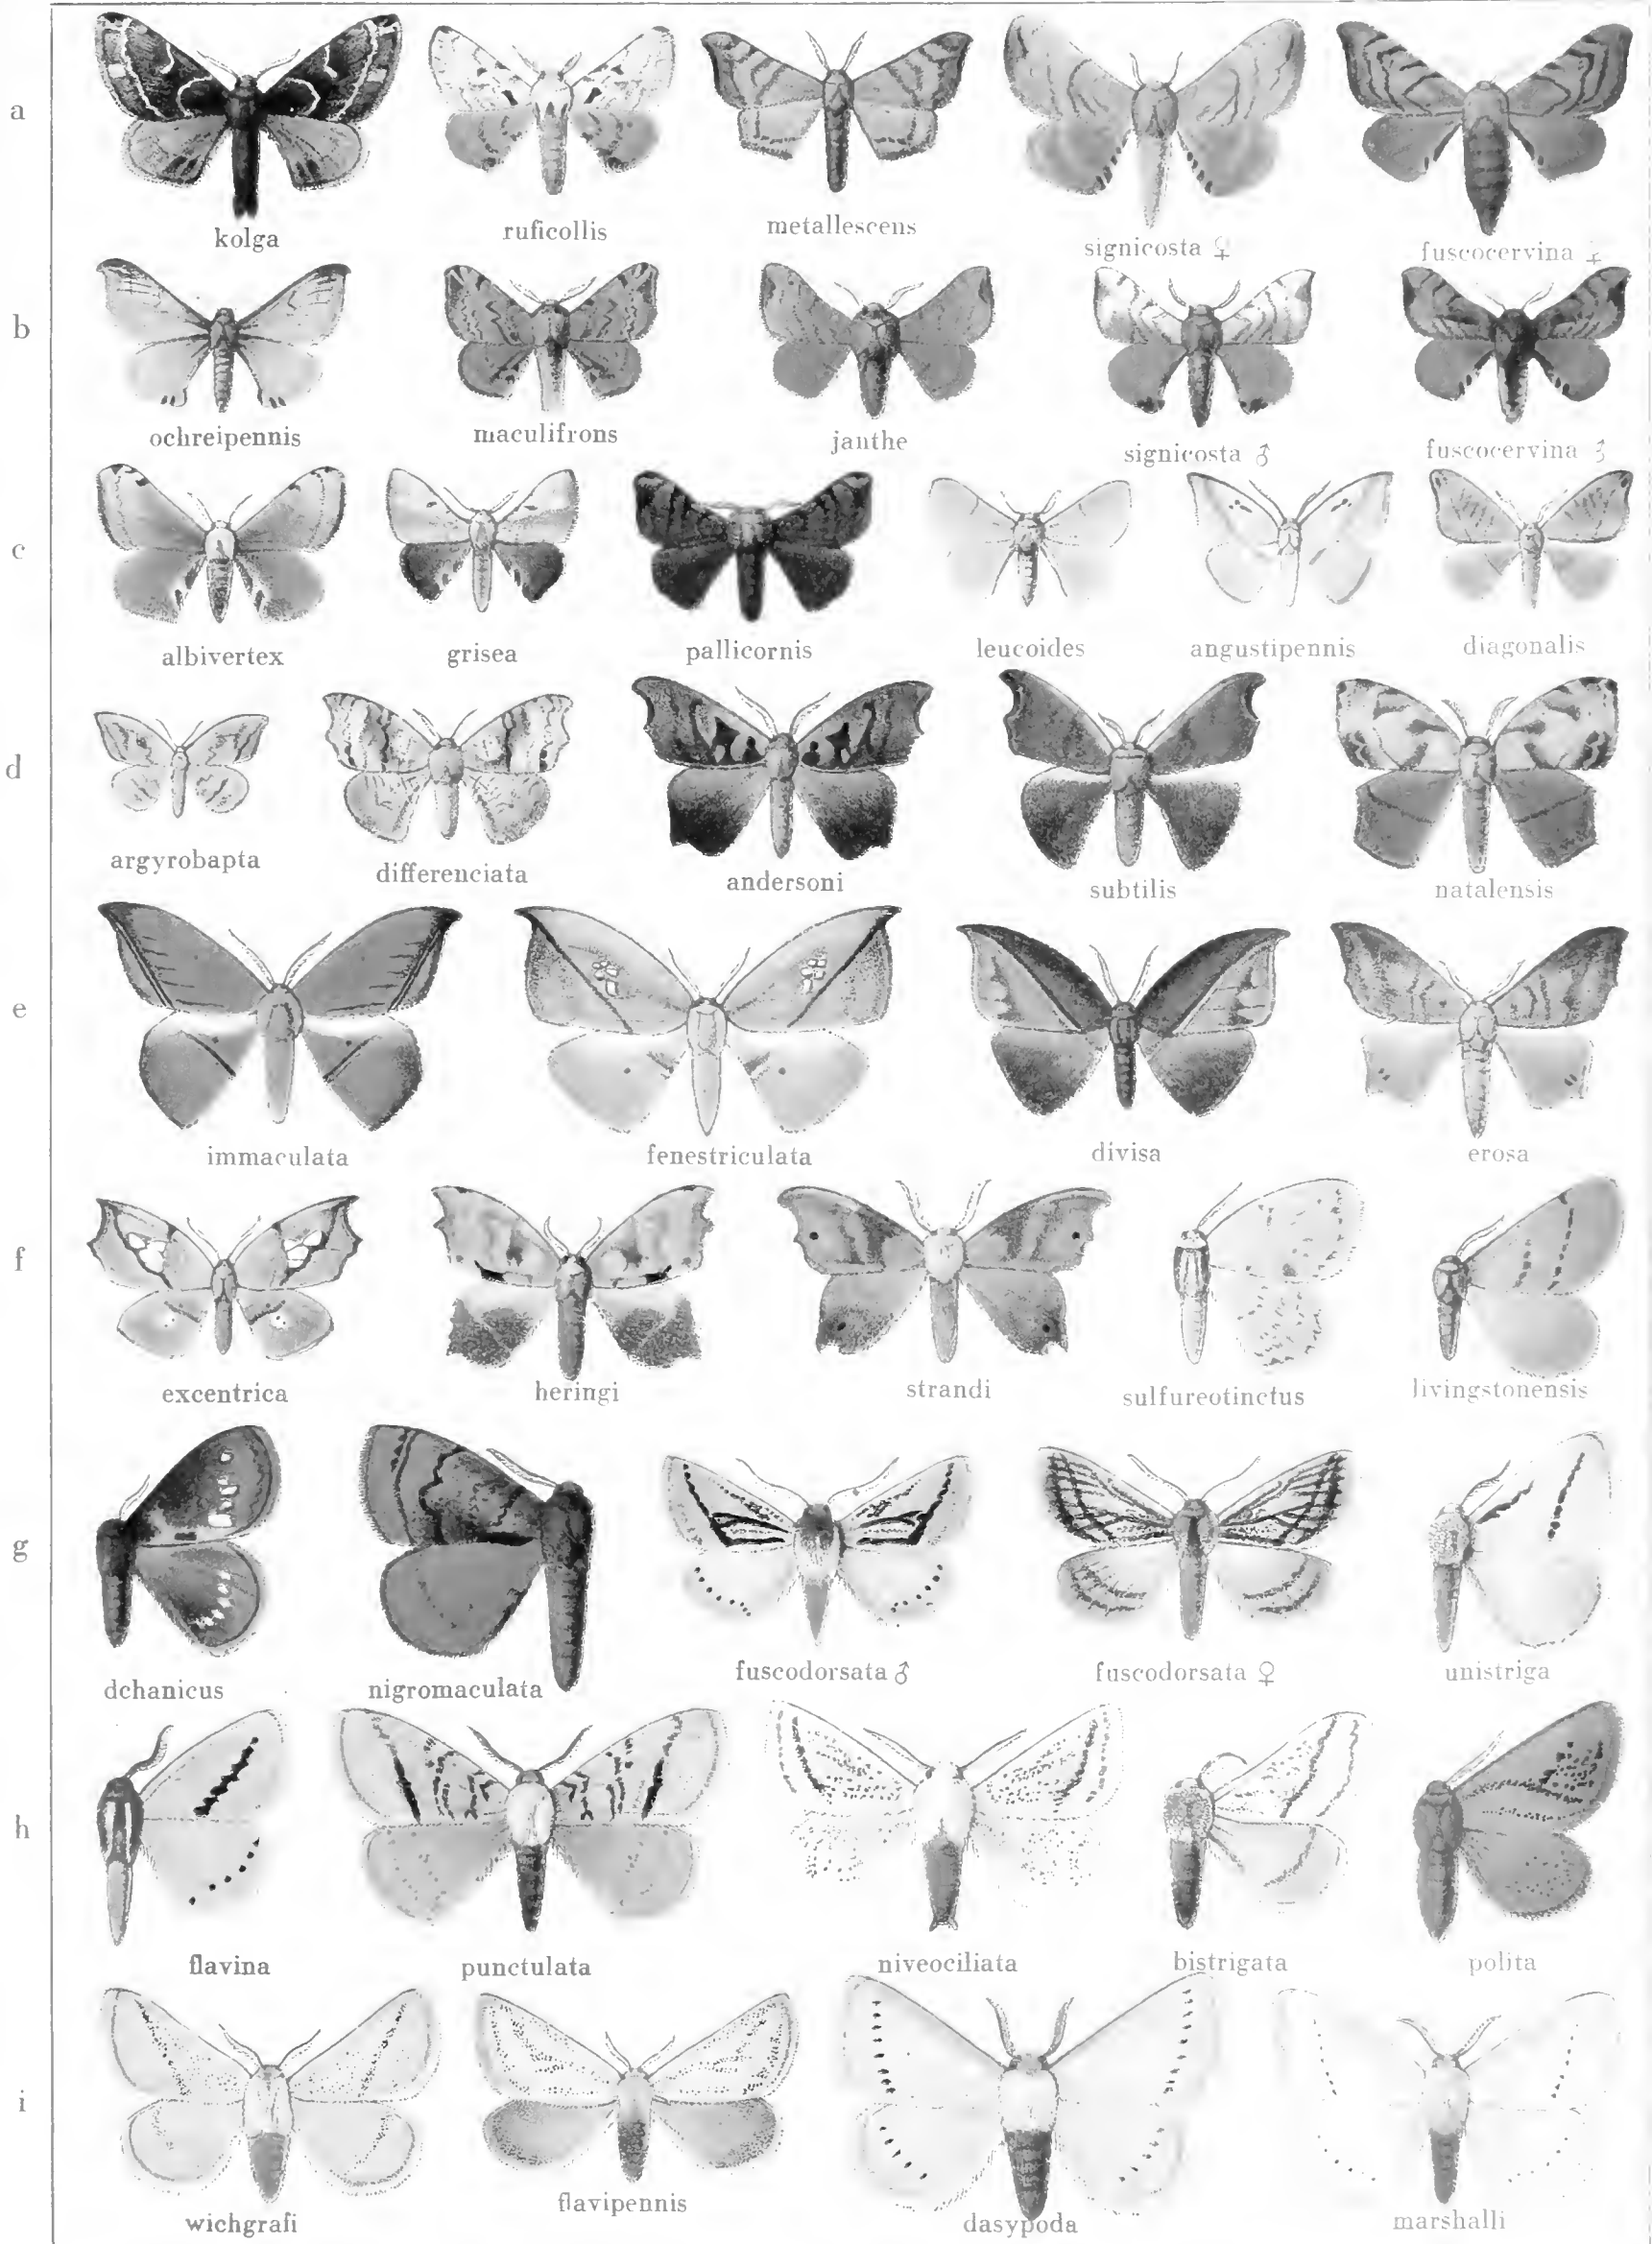 a
kolga
ruficollis
metallescens
signicosta ♀
fuscocervina ♀
b
ochreipennis
maculifrons
janthe
signicosta ♂
fuscocervina ♂
c
albivertex
grisea
pallicornis
leucoides
angustipennis
diagonalis
d
argyrobapta
differenciata
andersoni
subtilis
natalensis
e
immaculata
fenestriculata
divisa
erosa
f
excentrica
heringi
strandi
sulfureotinctus
livingstonensis
g
dchanicus
nigromaculata
fuscodorsata ♂
fuscodorsata ♀
unistriga
h
flavina
punctulata
niveociliata
bistrigata
polita
i
wichgrafi
flavipennis
dasypoda
marshalli